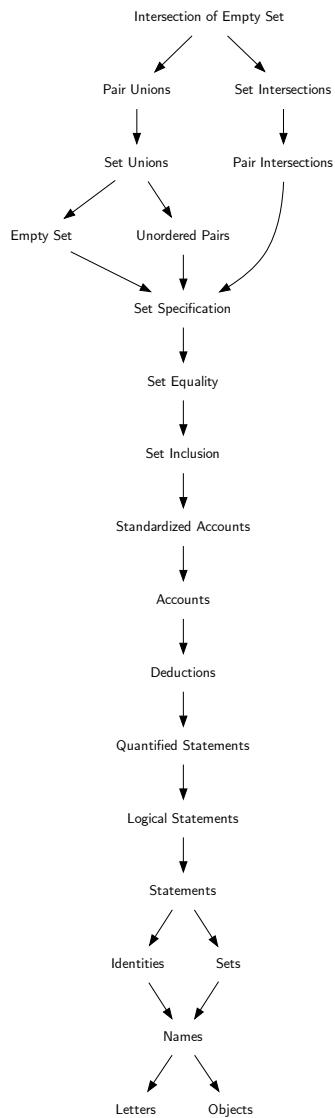 Intersection of Empty Set
Pair Unions
Set Intersections
Set Unions
Pair Intersections
Empty Set
Unordered Pairs
Set Specification
Set Equality
Set Inclusion
Standardized Accounts
Accounts
Deductions
Quantified Statements
Logical Statements
Statements
Identities
Sets
Names
Letters
Objects